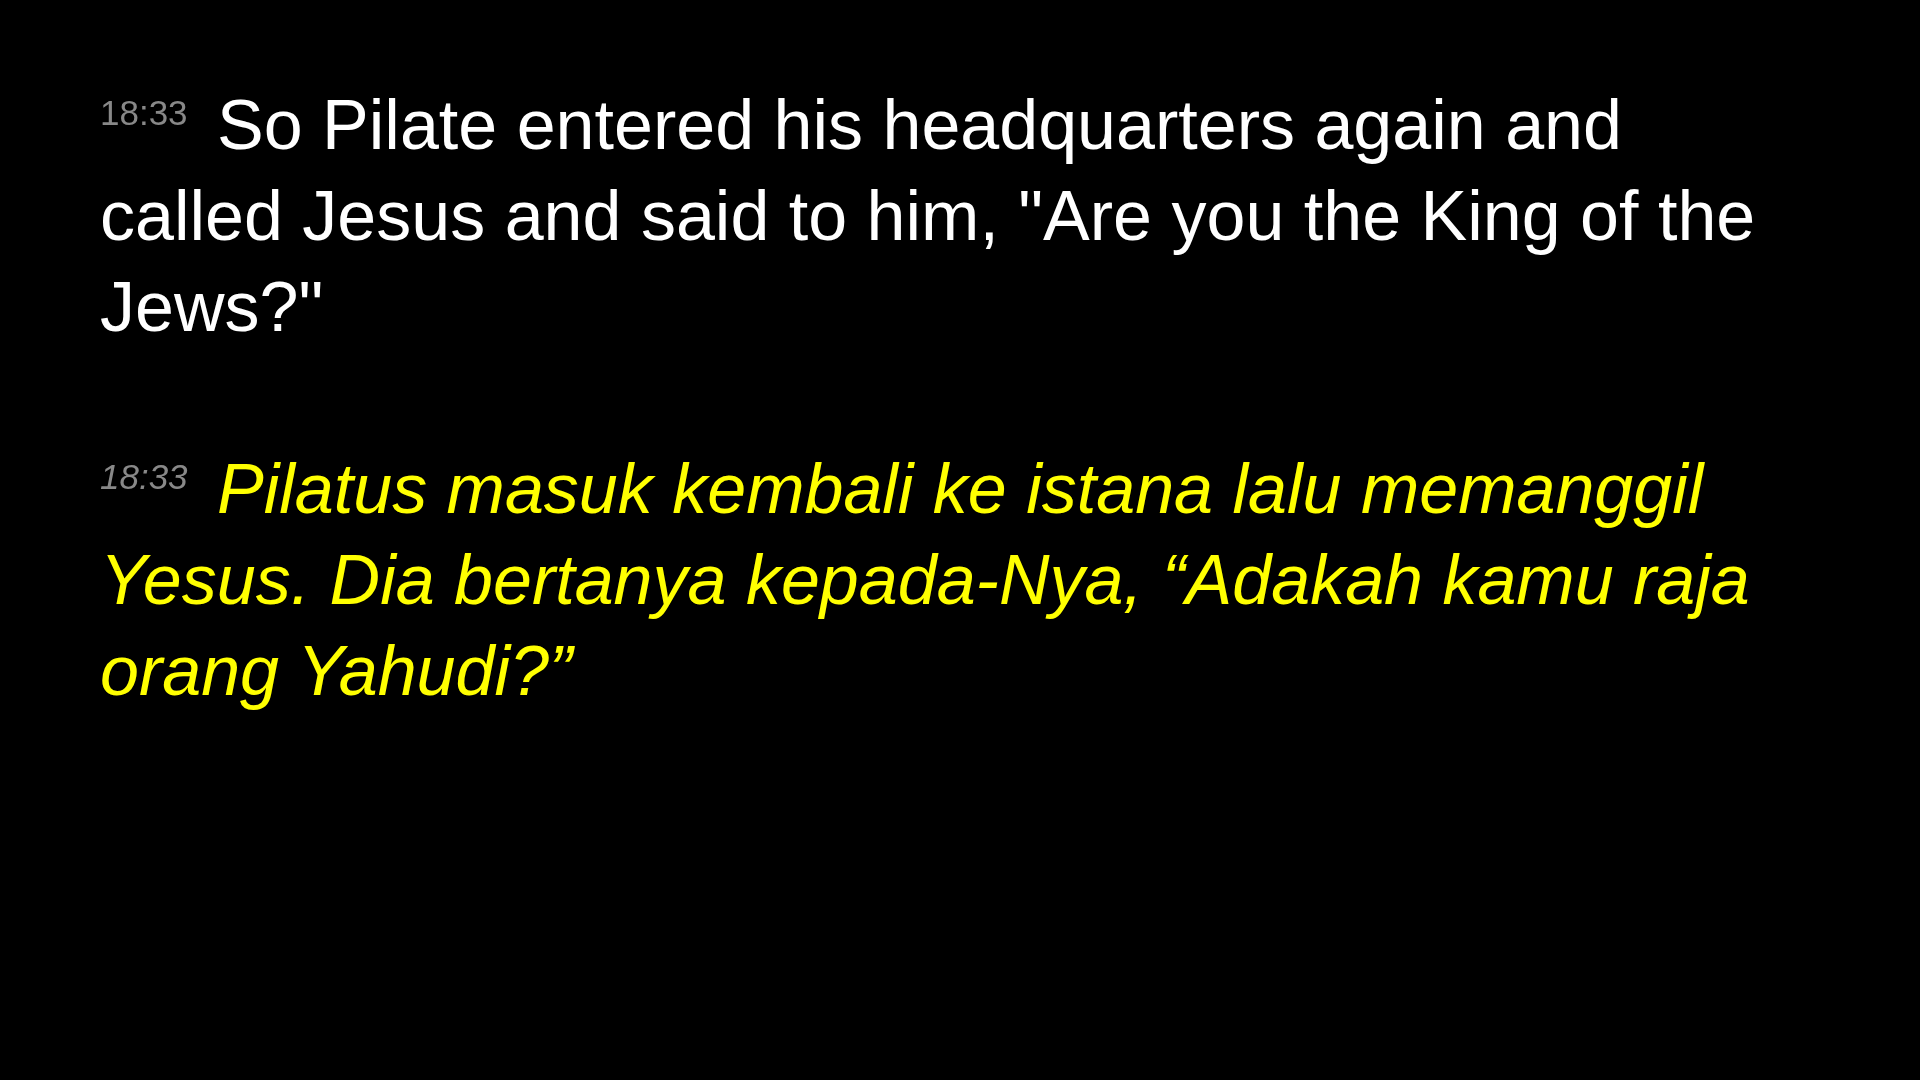 18:33 So Pilate entered his headquarters again and
called Jesus and said to him, "Are you the King of the
Jews?"
18:33 Pilatus masuk kembali ke istana lalu memanggil
Yesus. Dia bertanya kepada-Nya, “Adakah kamu raja
orang Yahudi?”